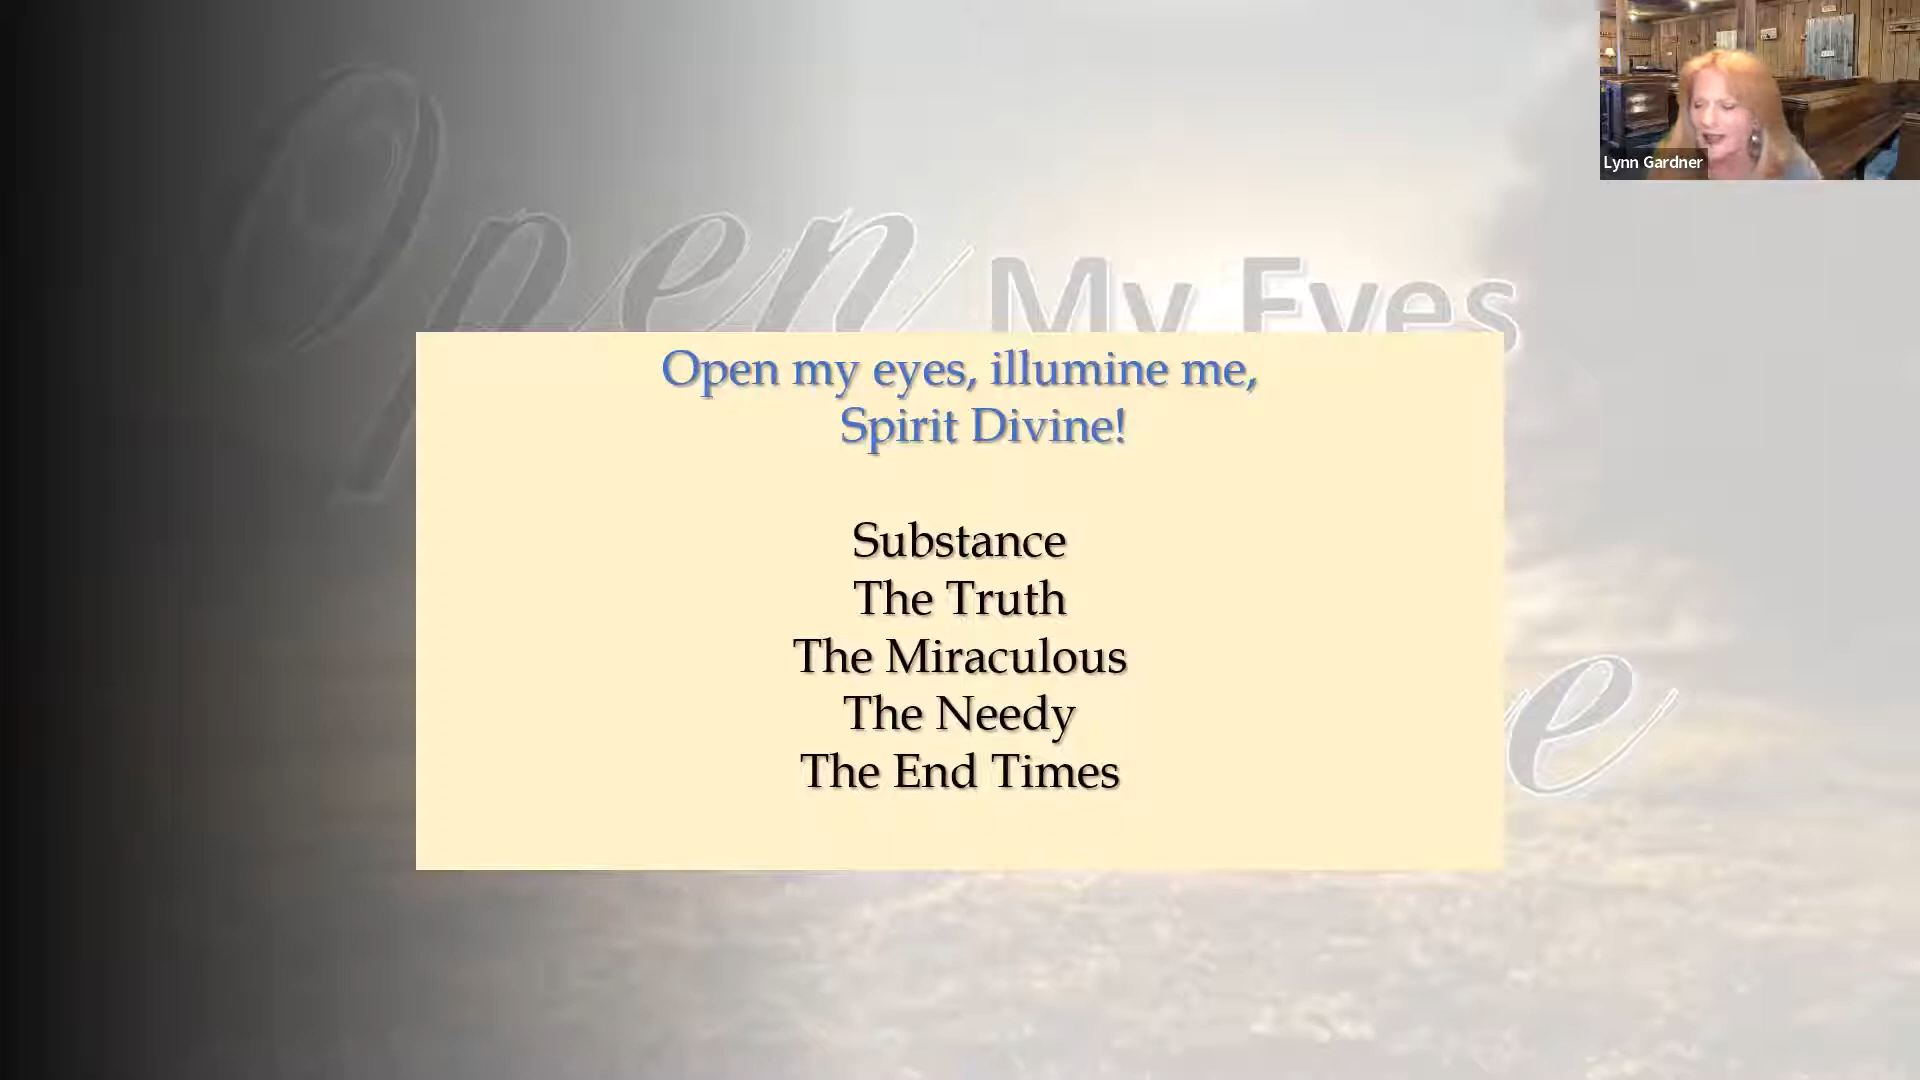 Open My Eyes
Open my eyes, illumine me,
Spirit Divine!
Substance
The Truth
The Miraculous
The Needy
The End Times
Lynn Gardner